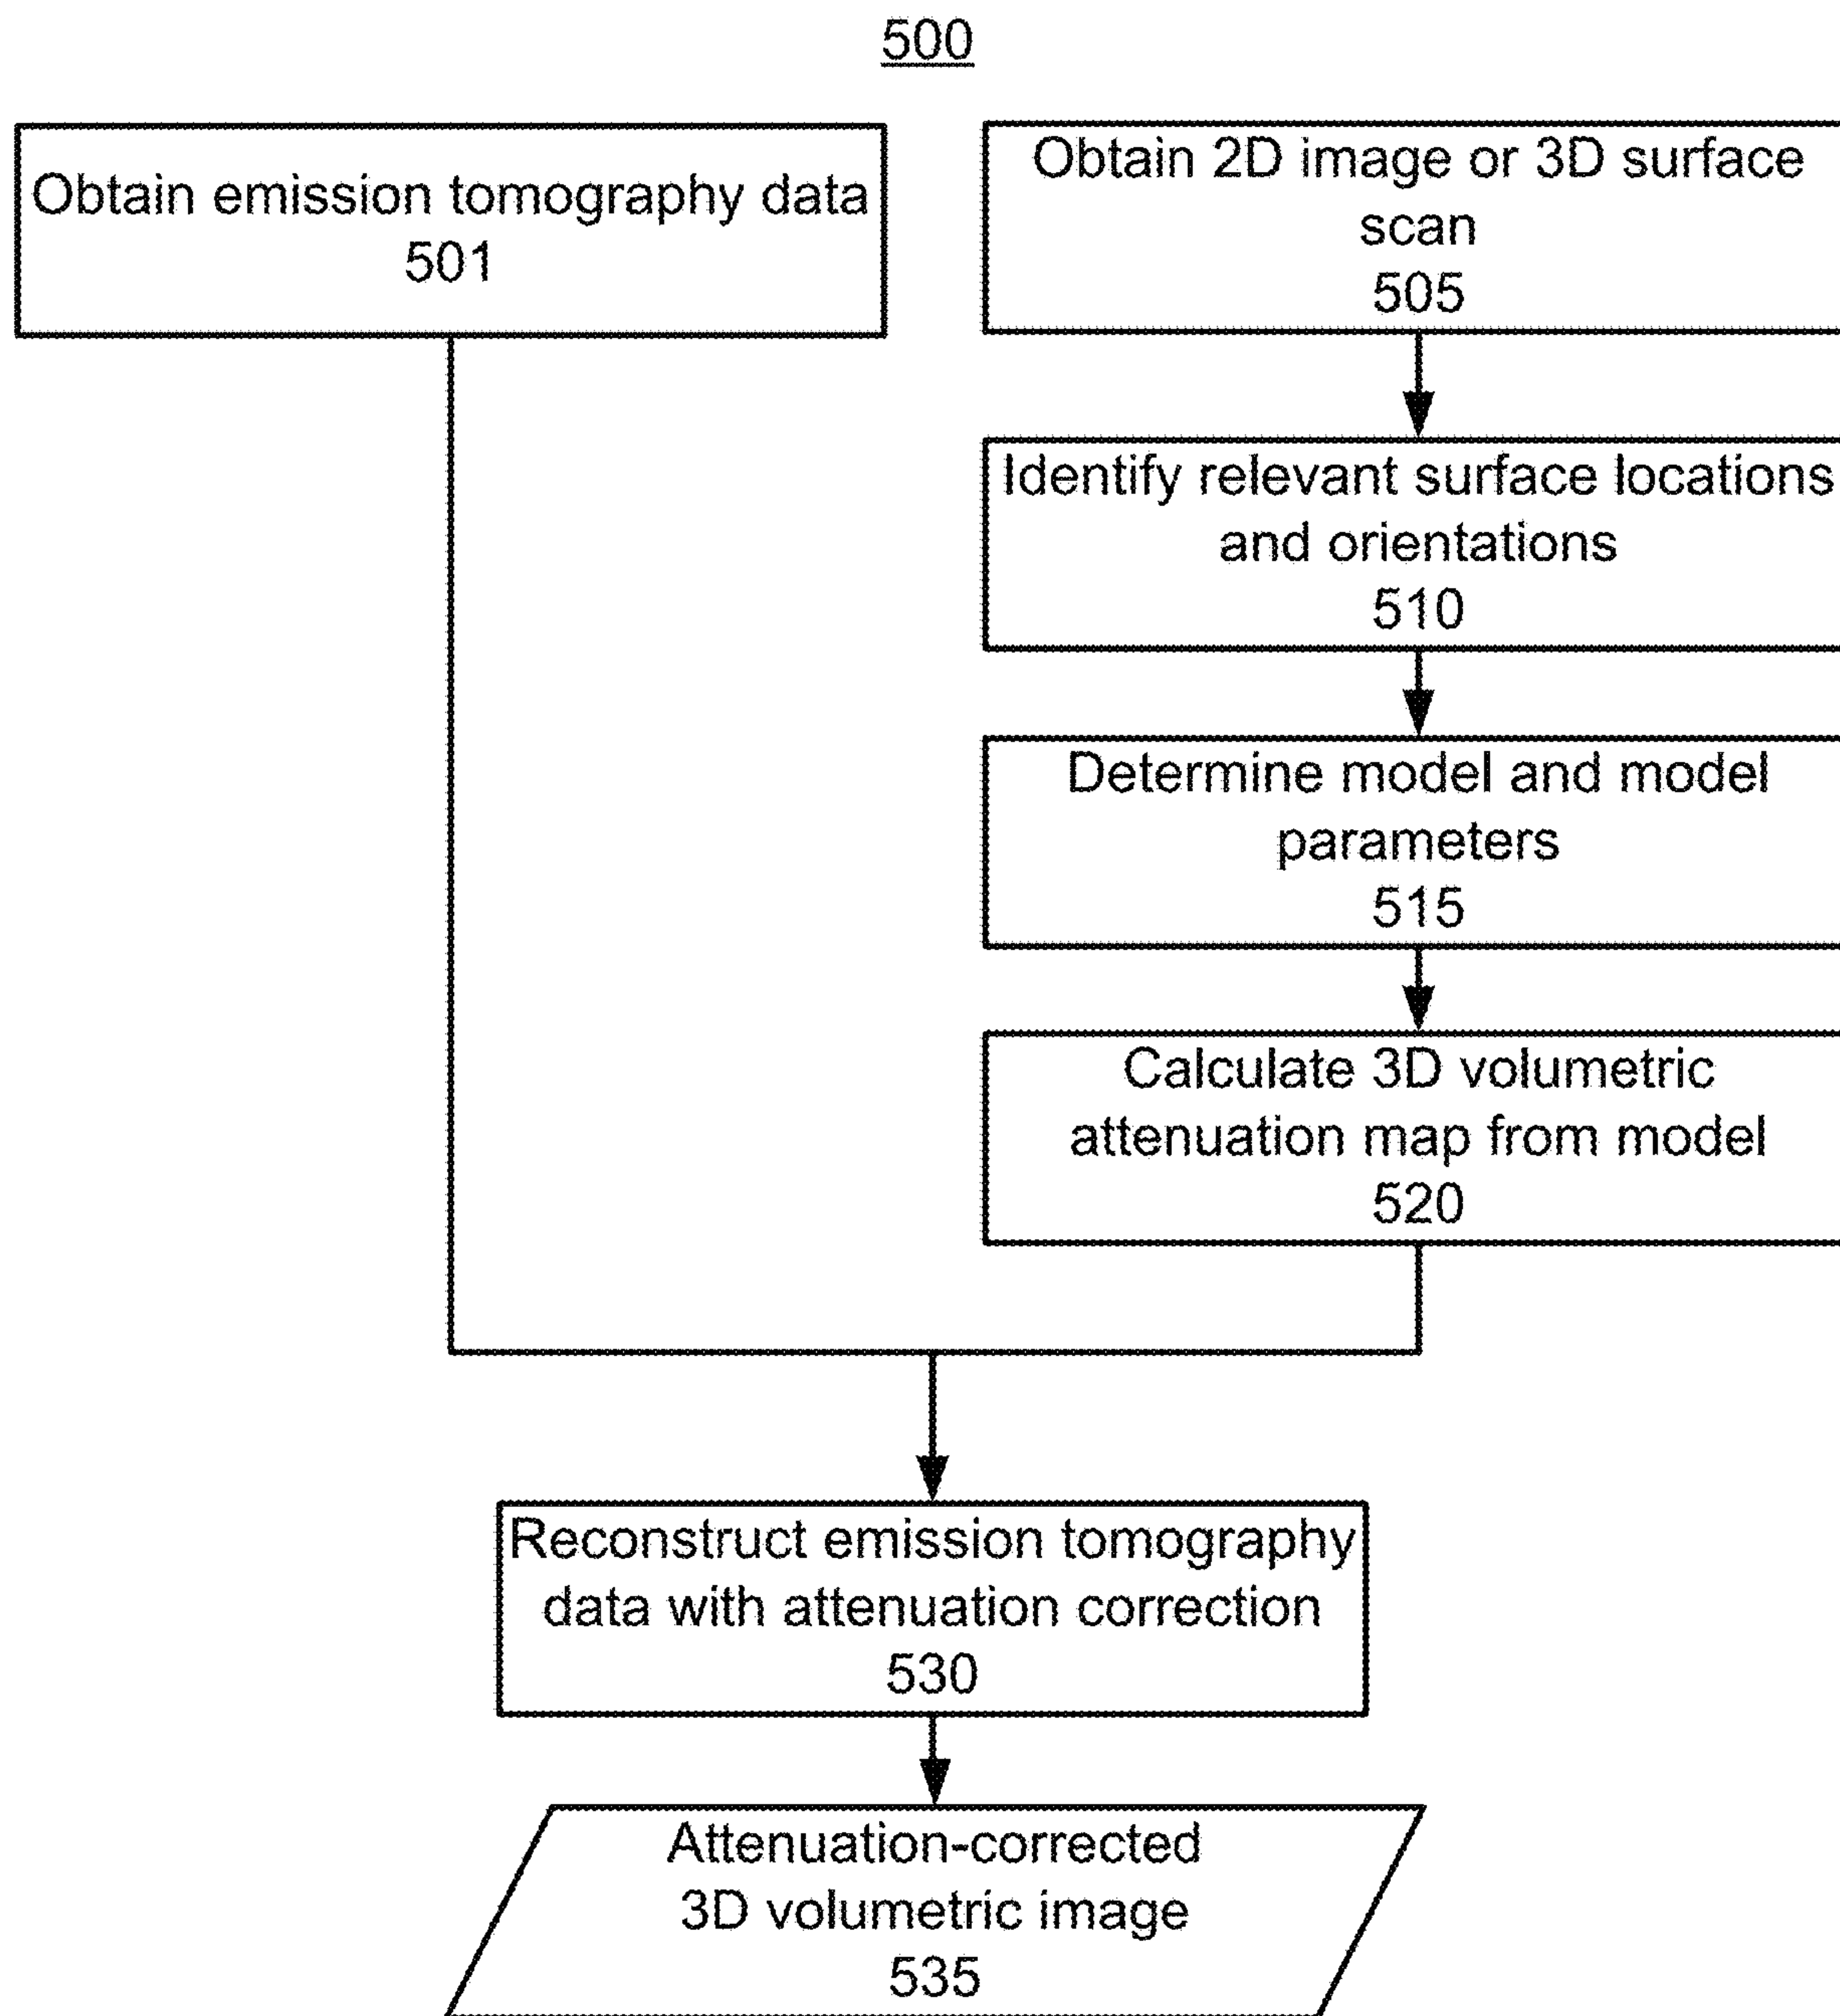 500
Obtain emission tomography data
501
Obtain 2D image or 3D surface
scan
505
Identify relevant surface locations
and orientations
510
Determine model and model
parameters
515
Calculate 3D volumetric
attenuation map from model
520
Reconstruct emission tomography
data with attenuation correction
530
Attenuation-corrected
3D volumetric image
535